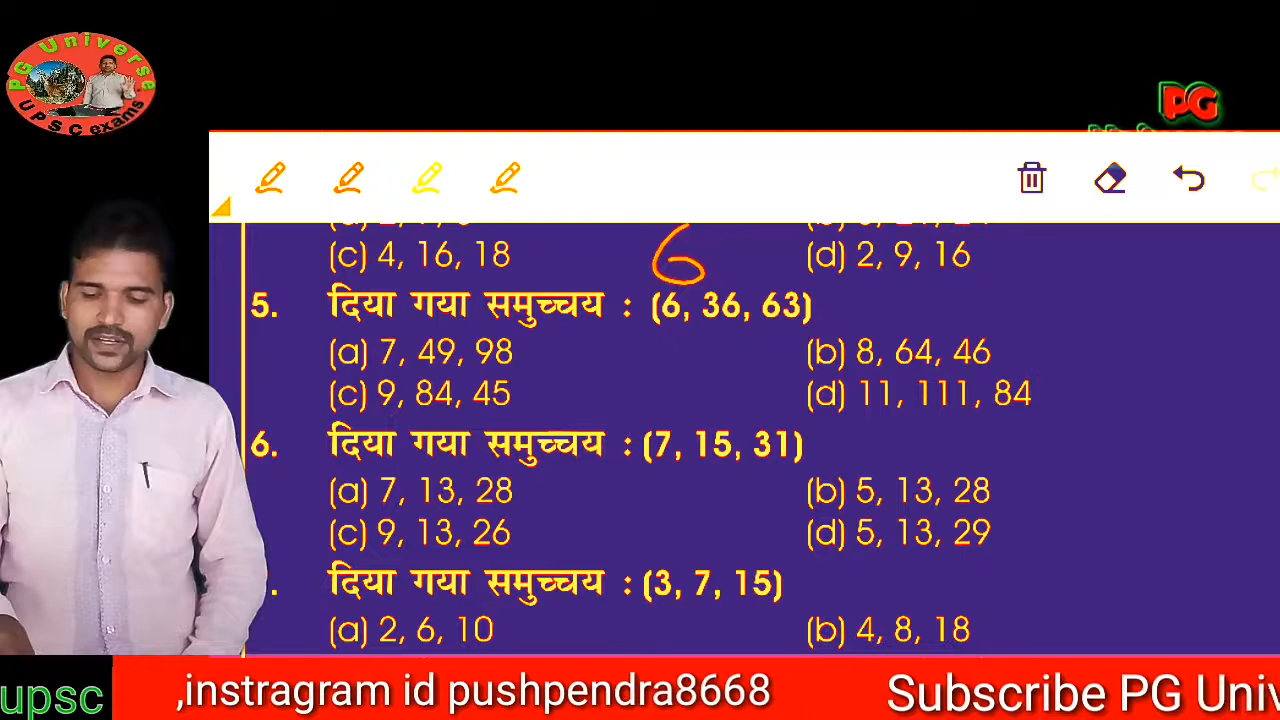 PG Universe
UPSC exams
PG
(c) 4, 16, 18
(d) 2, 9, 16
6
5. दिया गया समुच्चय : (6, 36, 63)
(a) 7, 49, 98
(b) 8, 64, 46
(c) 9, 84, 45
(d) 11, 111, 84
6. दिया गया समुच्चय : (7, 15, 31)
(a) 7, 13, 28
(b) 5, 13, 28
(c) 9, 13, 26
(d) 5, 13, 29
. दिया गया समुच्चय : (3, 7, 15)
(a) 2, 6, 10
(b) 4, 8, 18
upsc
,instragram id pushpendra8668
Subscribe PG Univ